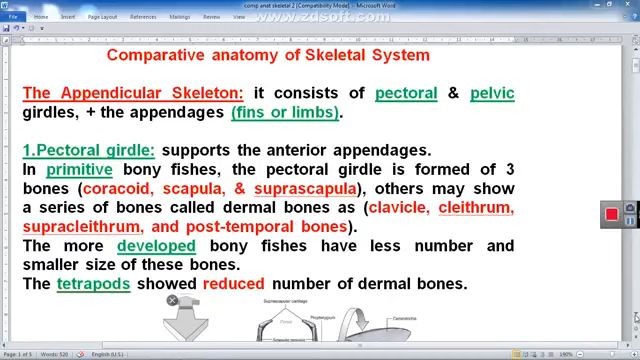 comp anat skeletal 2 [Compatibility Mode] - Microsoft Word
www.zdsoft.com
Home Insert Page Layout References Mailings Review View
Comparative anatomy of Skeletal System
The Appendicular Skeleton: it consists of pectoral & pelvic
girdles, + the appendages (fins or limbs).
1.Pectoral girdle: supports the anterior appendages.
In primitive bony fishes, the pectoral girdle is formed of 3
bones (coracoid, scapula, & suprascapula), others may show
a series of bones called dermal bones as (clavicle, cleithrum,
supracleithrum, and post-temporal bones).
The more developed bony fishes have less number and
smaller size of these bones.
The tetrapods showed reduced number of dermal bones.
Suprascapular cartilage
Page: 1 of 5 Words: 520 English (U.S.) 190%